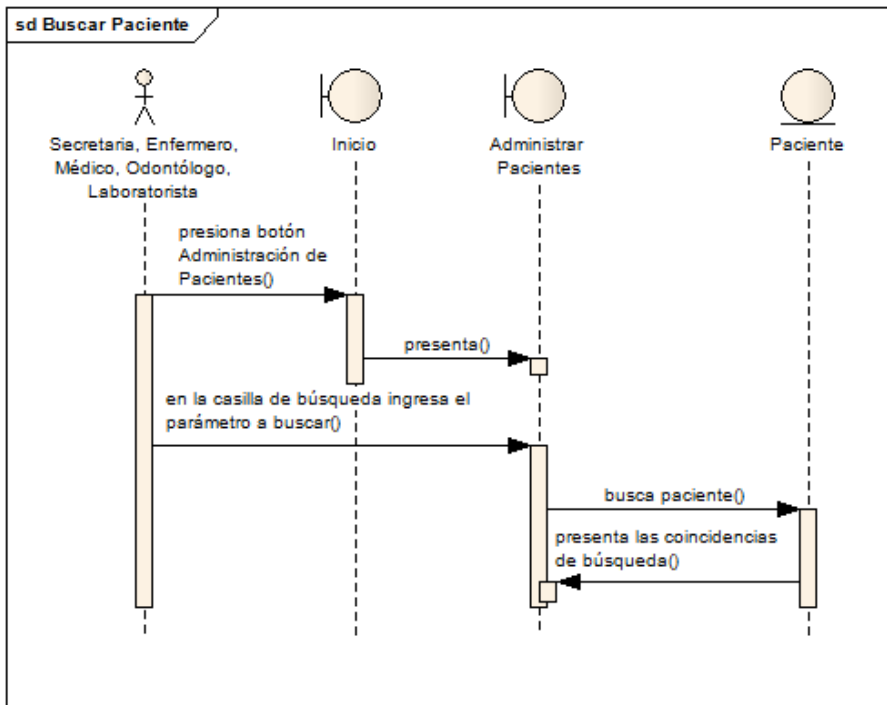 sd Buscar Paciente
Secretaria, Enfermero,
Médico, Odontólogo,
Laboratorista
Inicio
Administrar
Pacientes
Paciente
presiona botón
Administración de
Pacientes()
presenta()
en la casilla de búsqueda ingresa el
parámetro a buscar()
busca paciente()
presenta las coincidencias
de búsqueda()